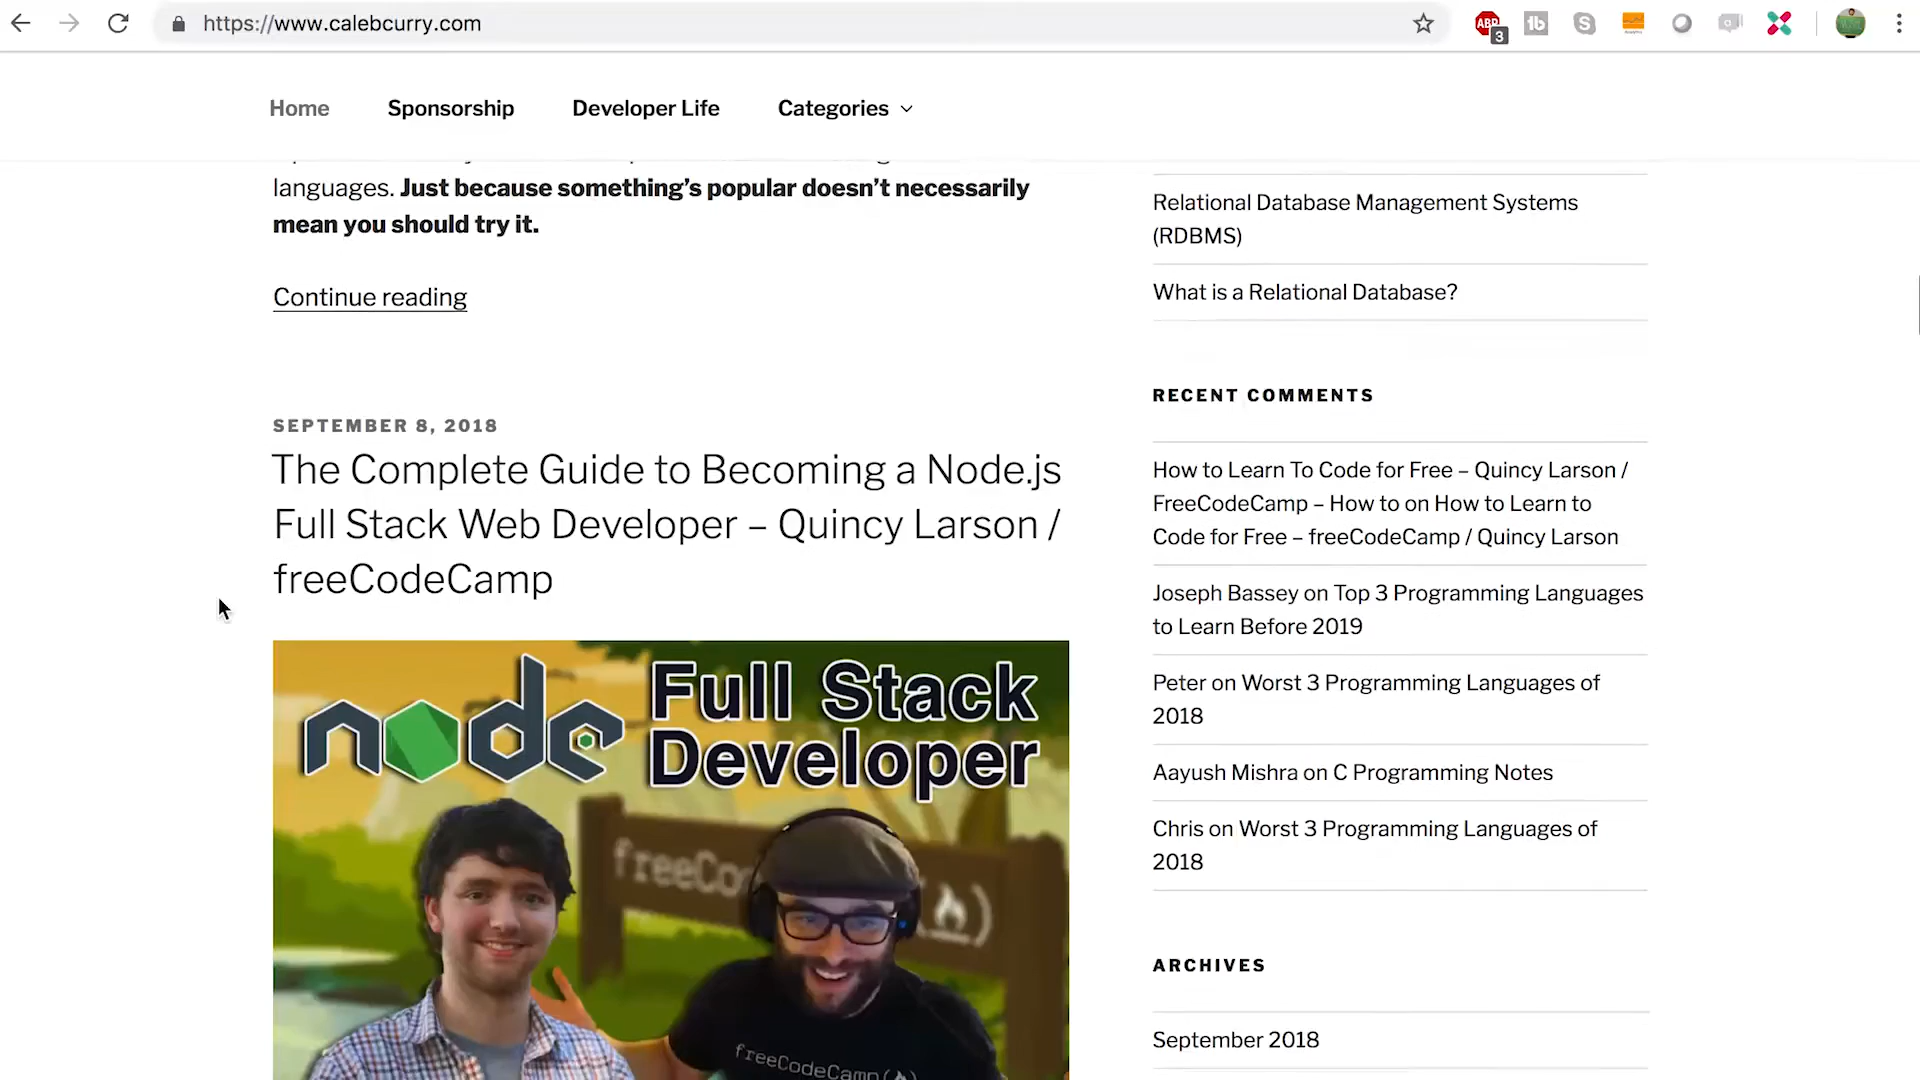 https://www.calebcurry.com
ABP
3
tb
Home
Sponsorship
Developer Life
Categories
languages. Just because something’s popular doesn’t necessarily
mean you should try it.
Continue reading
SEPTEMBER 8, 2018
The Complete Guide to Becoming a Node.js
Full Stack Web Developer – Quincy Larson /
freeCodeCamp
node
Full Stack
Developer
freeCo
freeCodeCamp(
Relational Database Management Systems
(RDBMS)
What is a Relational Database?
RECENT COMMENTS
How to Learn To Code for Free – Quincy Larson /
FreeCodeCamp – How to on How to Learn to
Code for Free – freeCodeCamp / Quincy Larson
Joseph Bassey on Top 3 Programming Languages
to Learn Before 2019
Peter on Worst 3 Programming Languages of
2018
Aayush Mishra on C Programming Notes
Chris on Worst 3 Programming Languages of
2018
ARCHIVES
September 2018